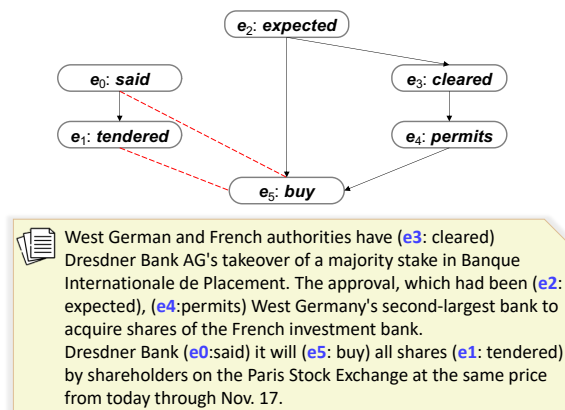 e2: expected
e0: said
e3: cleared
e1: tendered
e4: permits
e5: buy
West German and French authorities have (e3: cleared)
Dresdner Bank AG's takeover of a majority stake in Banque
Internationale de Placement. The approval, which had been (e2:
expected), (e4:permits) West Germany's second-largest bank to
acquire shares of the French investment bank.
Dresdner Bank (e0:said) it will (e5: buy) all shares (e1: tendered)
by shareholders on the Paris Stock Exchange at the same price
from today through Nov. 17.